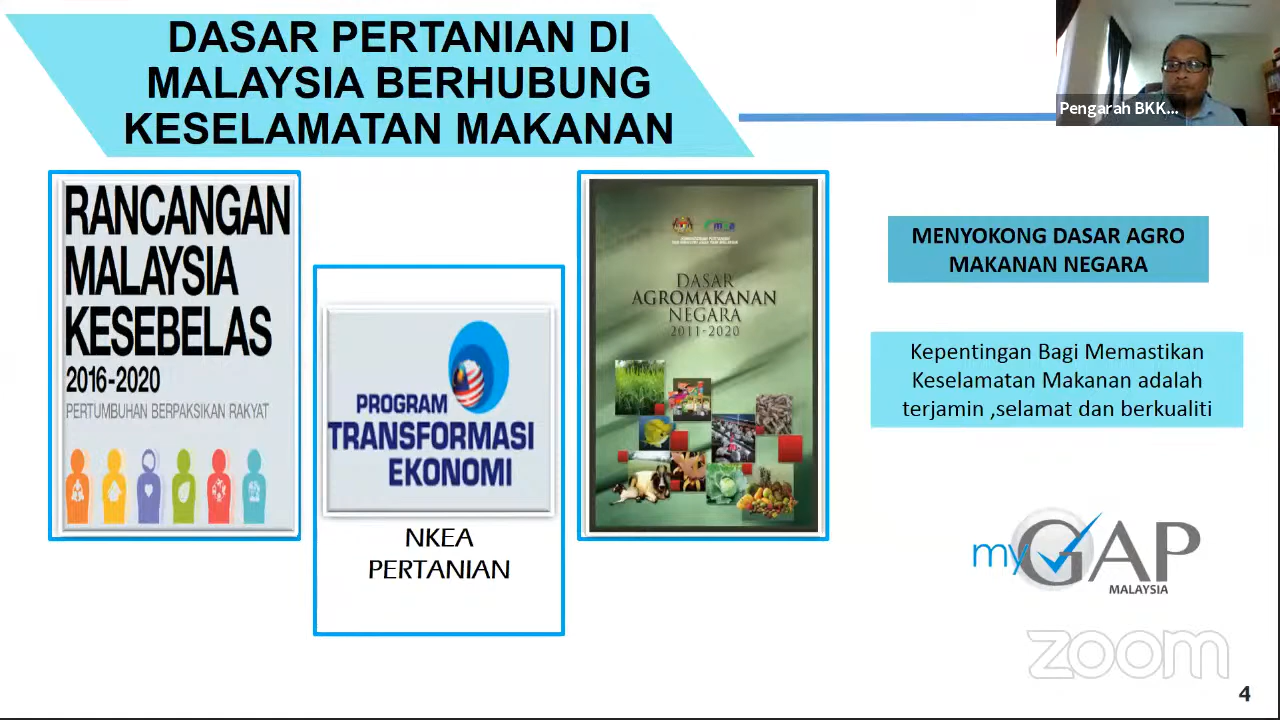 DASAR PERTANIAN DI
MALAYSIA BERHUBUNG
KESELAMATAN MAKANAN
Pengarah BKK...
RANCANGAN
MALAYSIA
KESEBELAS
2016-2020
PERTUMBUHAN BERPAKSIKAN RAKYAT
PROGRAM
TRANSFORMASI
EKONOMI
NKEA
PERTANIAN
DASAR
AGROMAKANAN
NEGARA
2011-2020
MENYOKONG DASAR AGRO
MAKANAN NEGARA
Kepentingan Bagi Memastikan
Keselamatan Makanan adalah
terjamin ,selamat dan berkualiti
myGAP
MALAYSIA
zoom
4